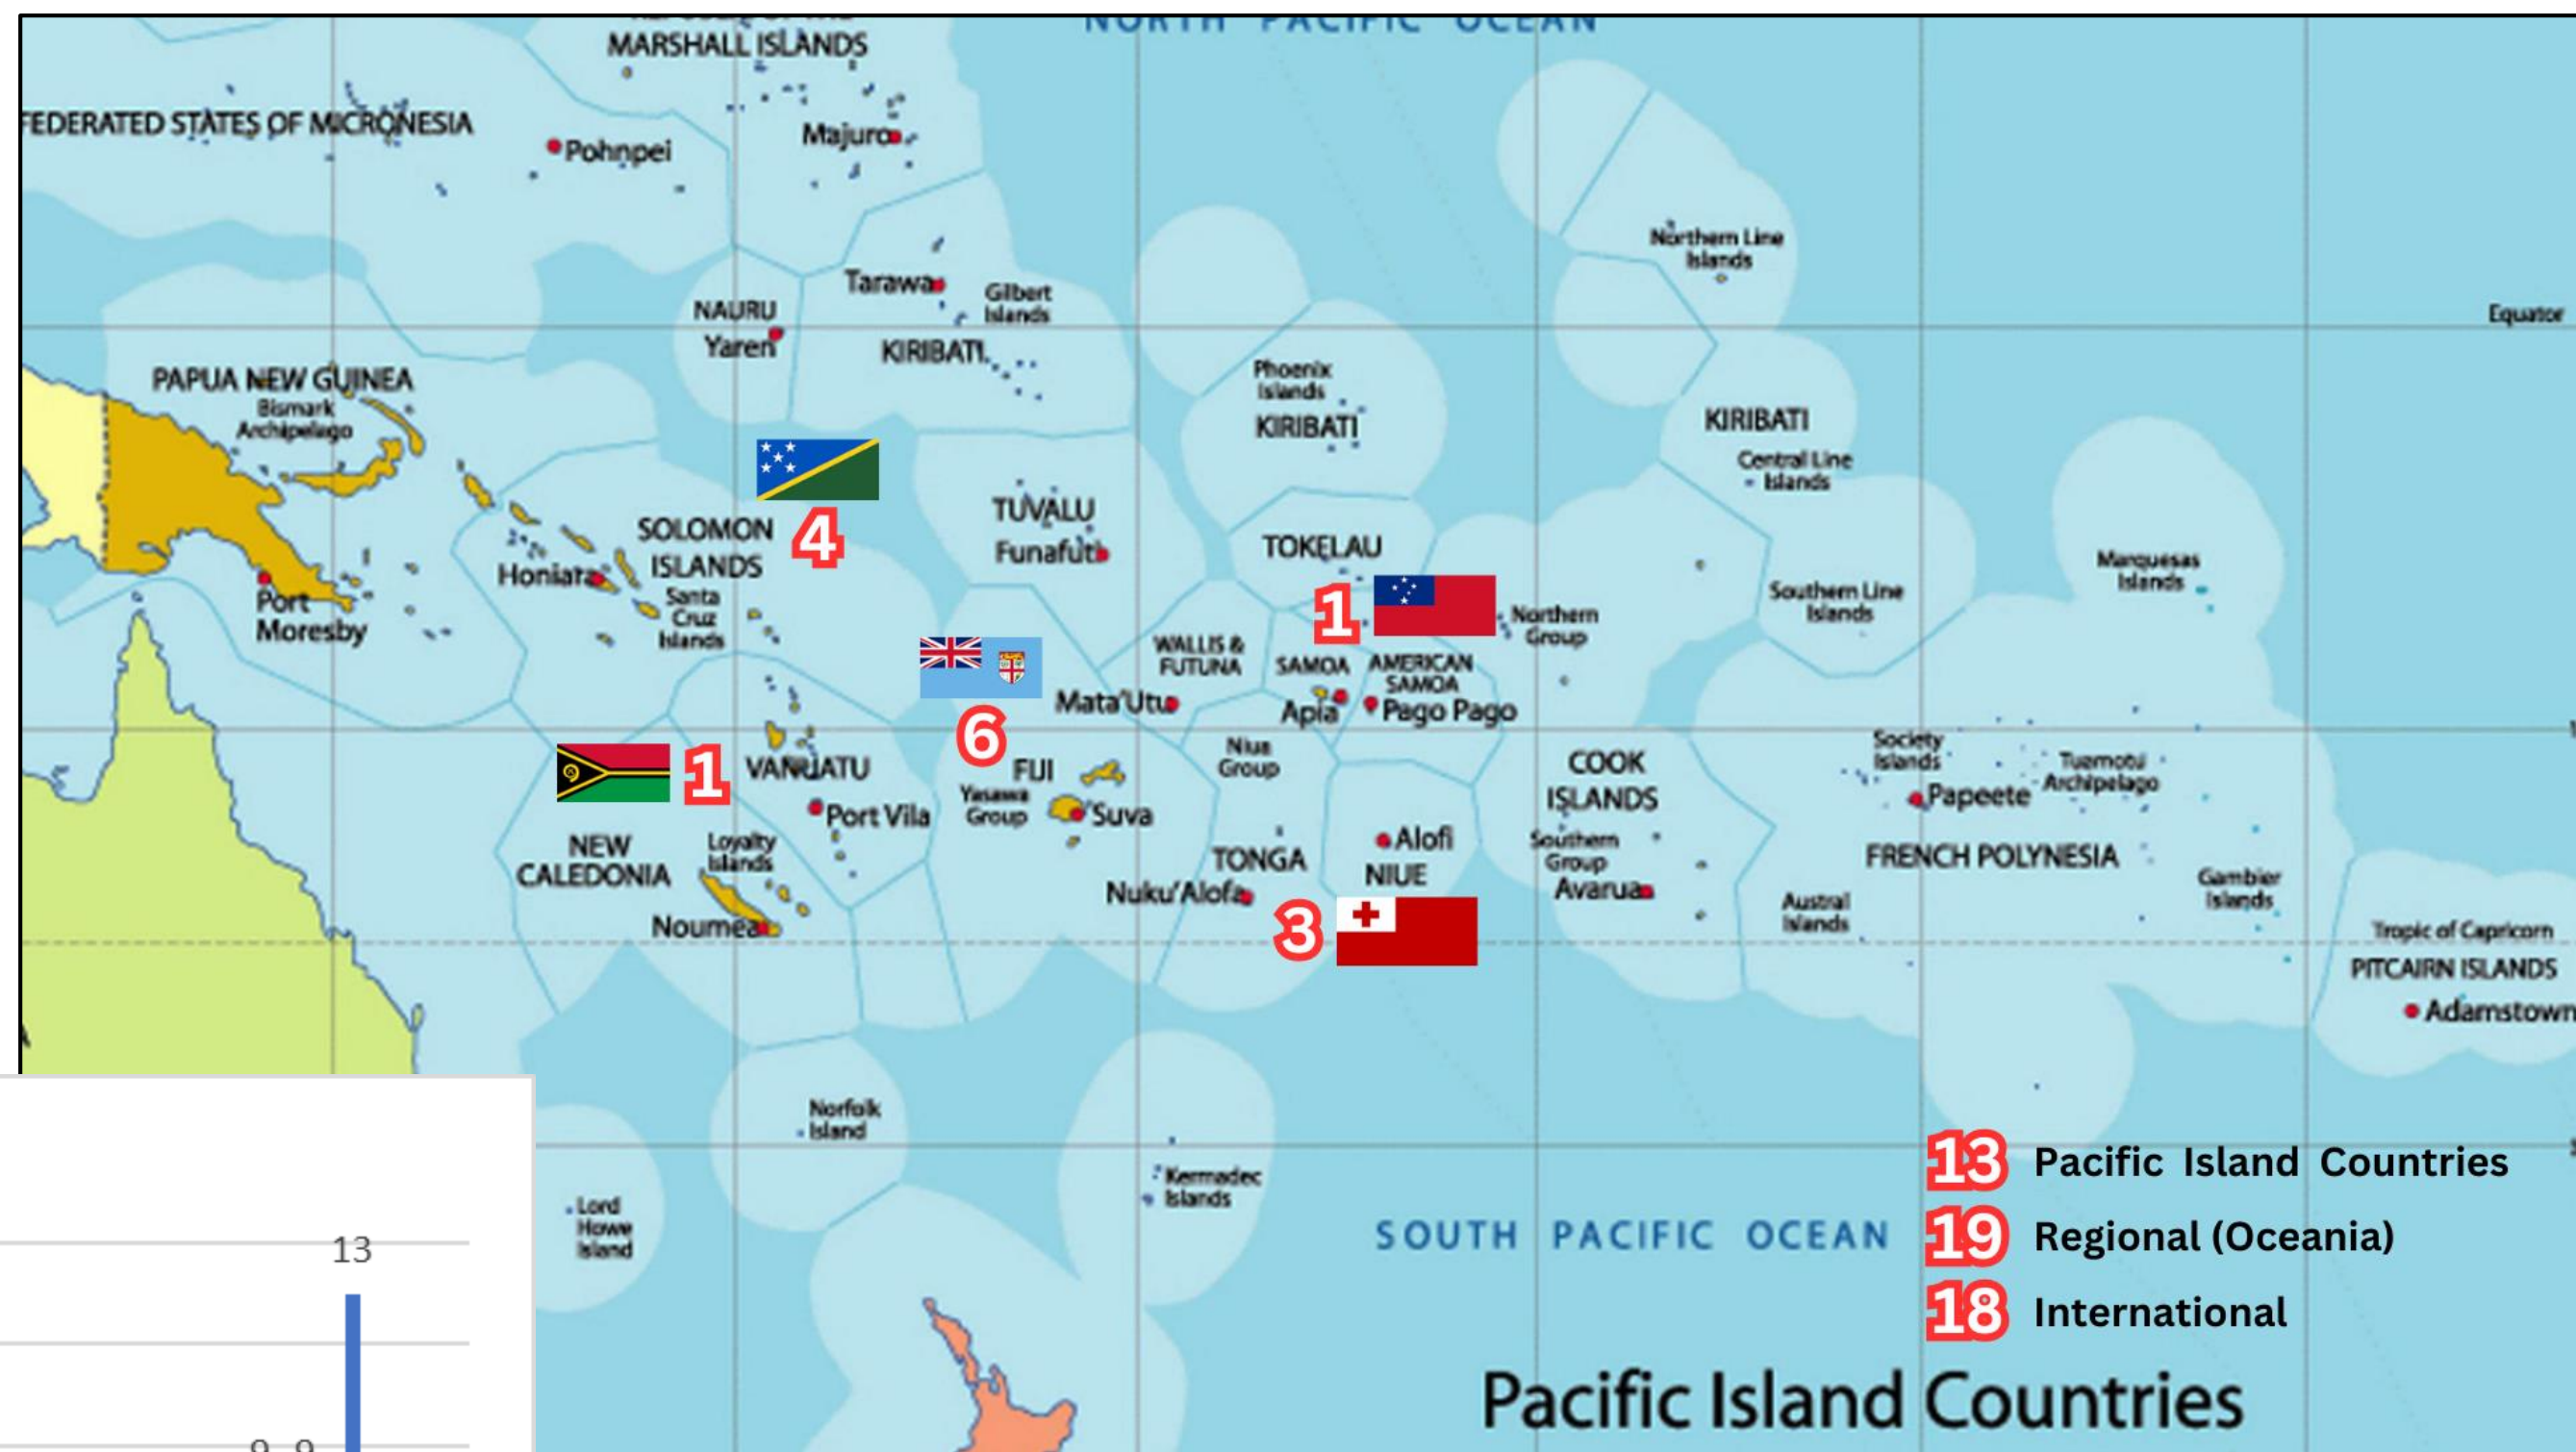 NORTH PACIFIC OCEAN
MARSHALL ISLANDS
FEDERATED STATES OF MICRONESIA
Pohnpei
Majuro
Northern Line
Islands
Tarawa
Gilbert
Islands
NAURU
Yaren
KIRIBATI
Equator
PAPUA NEW GUINEA
Bismark
Archipelago
Phoenix
Islands
KIRIBATI
KIRIBATI
Central Line
Islands
SOLOMON
ISLANDS
4
Honiara
Santa
Cruz
Islands
TUVALU
Funafuti
TOKELAU
Port
Moresby
1
Northern
Group
Southern Line
Islands
Marquesas
Islands
WALLIS &
FUTUNA
SAMOA
AMERICAN
SAMOA
Mata'Utu
Apia
Pago Pago
6
1
VANUATU
Port Vila
FIJI
Yasawa
Group
Suva
Niua
Group
COOK
ISLANDS
Society
Islands
Tuamotu
Archipelago
Papeete
NEW
CALEDONIA
Loyalty
Islands
Noumea
TONGA
Nuku'Alofa
Alofi
NIUE
3
Southern
Group
Avarua
FRENCH POLYNESIA
Austral
Islands
Gambier
Islands
Tropic of Capricorn
PITCAIRN ISLANDS
Adamstown
Norfolk
Island
Kermadec
Islands
Lord
Howe
Island
SOUTH PACIFIC OCEAN
13 Pacific Island Countries
19 Regional (Oceania)
18 International
Pacific Island Countries
13
9 9